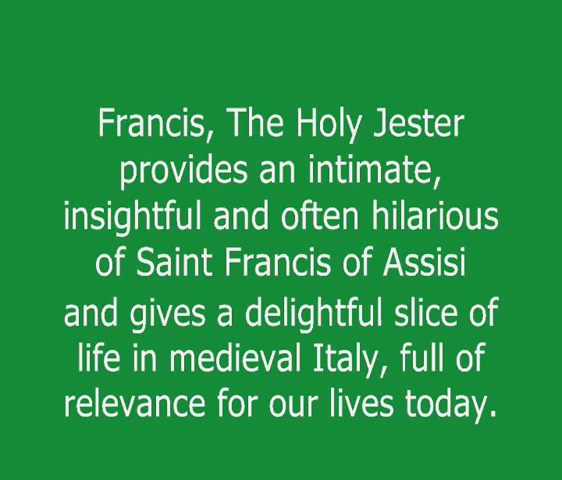 Francis, The Holy Jester
provides an intimate,
insightful and often hilarious
of Saint Francis of Assisi
and gives a delightful slice of
life in medieval Italy, full of
relevance for our lives today.